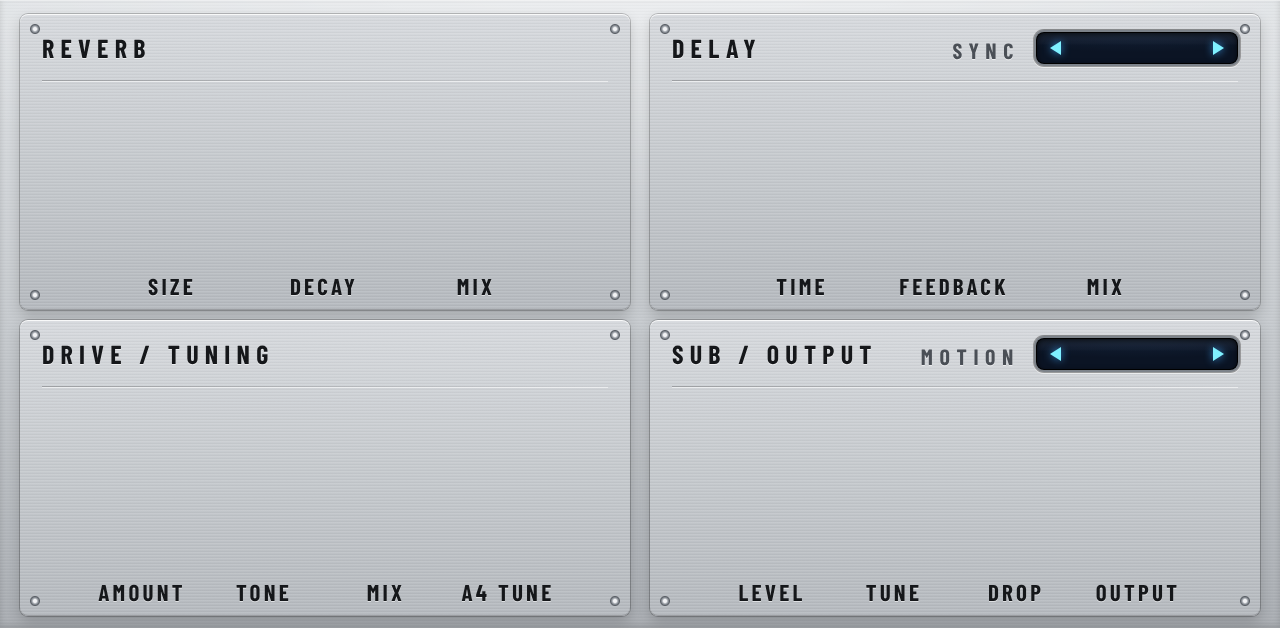 REVERB
SIZE DECAY MIX
DELAY SYNC
TIME FEEDBACK MIX
DRIVE / TUNING
AMOUNT TONE MIX A4 TUNE
SUB / OUTPUT MOTION
LEVEL TUNE DROP OUTPUT